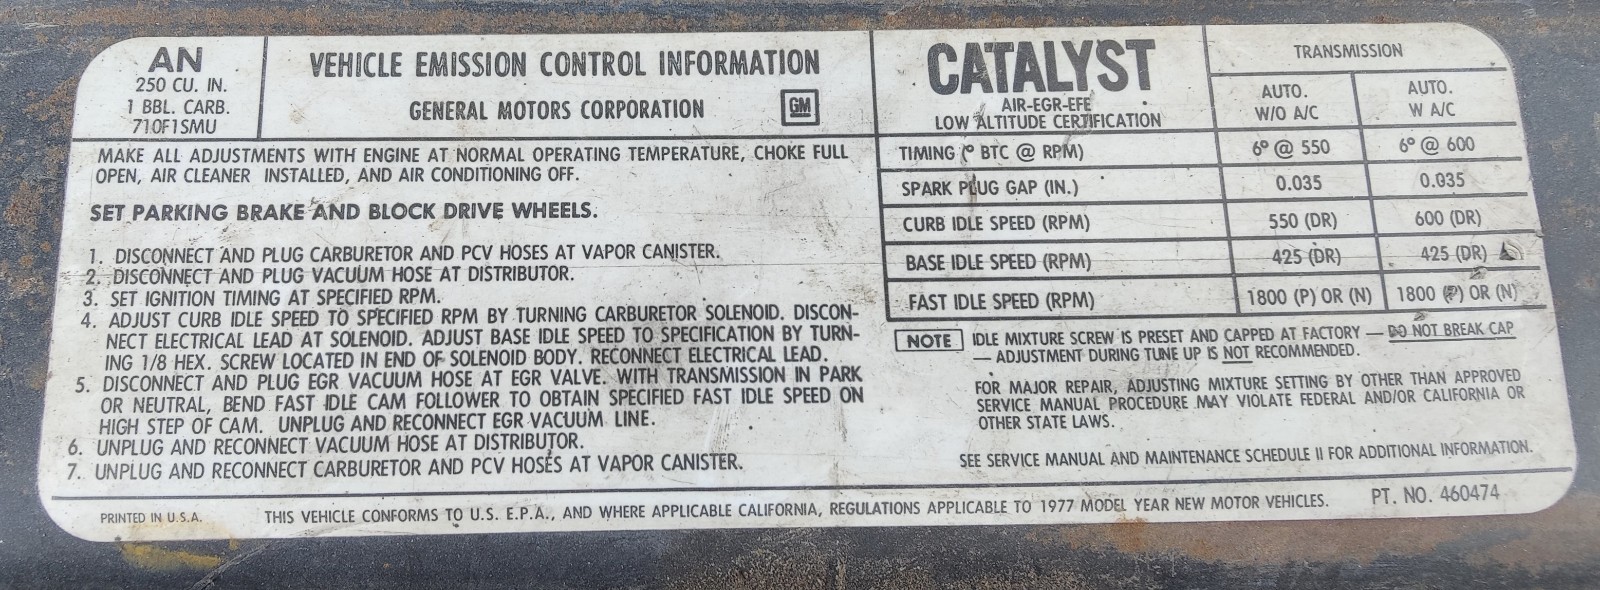 AN
250 CU. IN.
1 BBL. CARB.
710F1SMU
VEHICLE EMISSION CONTROL INFORMATION
GENERAL MOTORS CORPORATION GM
MAKE ALL ADJUSTMENTS WITH ENGINE AT NORMAL OPERATING TEMPERATURE, CHOKE FULL
OPEN, AIR CLEANER INSTALLED, AND AIR CONDITIONING OFF.
SET PARKING BRAKE AND BLOCK DRIVE WHEELS.
1. DISCONNECT AND PLUG CARBURETOR AND PCV HOSES AT VAPOR CANISTER.
2. DISCONNECT AND PLUG VACUUM HOSE AT DISTRIBUTOR.
3. SET IGNITION TIMING AT SPECIFIED RPM.
4. ADJUST CURB IDLE SPEED TO SPECIFIED RPM BY TURNING CARBURETOR SOLENOID. DISCON-
NECT ELECTRICAL LEAD AT SOLENOID. ADJUST BASE IDLE SPEED TO SPECIFICATION BY TURN-
ING 1/8 HEX. SCREW LOCATED IN END OF SOLENOID BODY. RECONNECT ELECTRICAL LEAD.
5. DISCONNECT AND PLUG EGR VACUUM HOSE AT EGR VALVE. WITH TRANSMISSION IN PARK
OR NEUTRAL, BEND FAST IDLE CAM FOLLOWER TO OBTAIN SPECIFIED FAST IDLE SPEED ON
HIGH STEP OF CAM. UNPLUG AND RECONNECT EGR VACUUM LINE.
6. UNPLUG AND RECONNECT VACUUM HOSE AT DISTRIBUTOR.
7. UNPLUG AND RECONNECT CARBURETOR AND PCV HOSES AT VAPOR CANISTER.
CATALYST
AIR-EGR-EFE
LOW ALTITUDE CERTIFICATION
TRANSMISSION
AUTO. W/O A/C
AUTO. W A/C
TIMING (° BTC @ RPM) 6° @ 550 6° @ 600
SPARK PLUG GAP (IN.) 0.035 0.035
CURB IDLE SPEED (RPM) 550 (DR) 600 (DR)
BASE IDLE SPEED (RPM) 425 (DR) 425 (DR)
FAST IDLE SPEED (RPM) 1800 (P) OR (N) 1800 (P) OR (N)
NOTE IDLE MIXTURE SCREW IS PRESET AND CAPPED AT FACTORY — DO NOT BREAK CAP
— ADJUSTMENT DURING TUNE UP IS NOT RECOMMENDED.
FOR MAJOR REPAIR, ADJUSTING MIXTURE SETTING BY OTHER THAN APPROVED
SERVICE MANUAL PROCEDURE MAY VIOLATE FEDERAL AND/OR CALIFORNIA OR
OTHER STATE LAWS.
SEE SERVICE MANUAL AND MAINTENANCE SCHEDULE II FOR ADDITIONAL INFORMATION.
PRINTED IN U.S.A. THIS VEHICLE CONFORMS TO U.S. E.P.A., AND WHERE APPLICABLE CALIFORNIA, REGULATIONS APPLICABLE TO 1977 MODEL YEAR NEW MOTOR VEHICLES. PT. NO. 460474